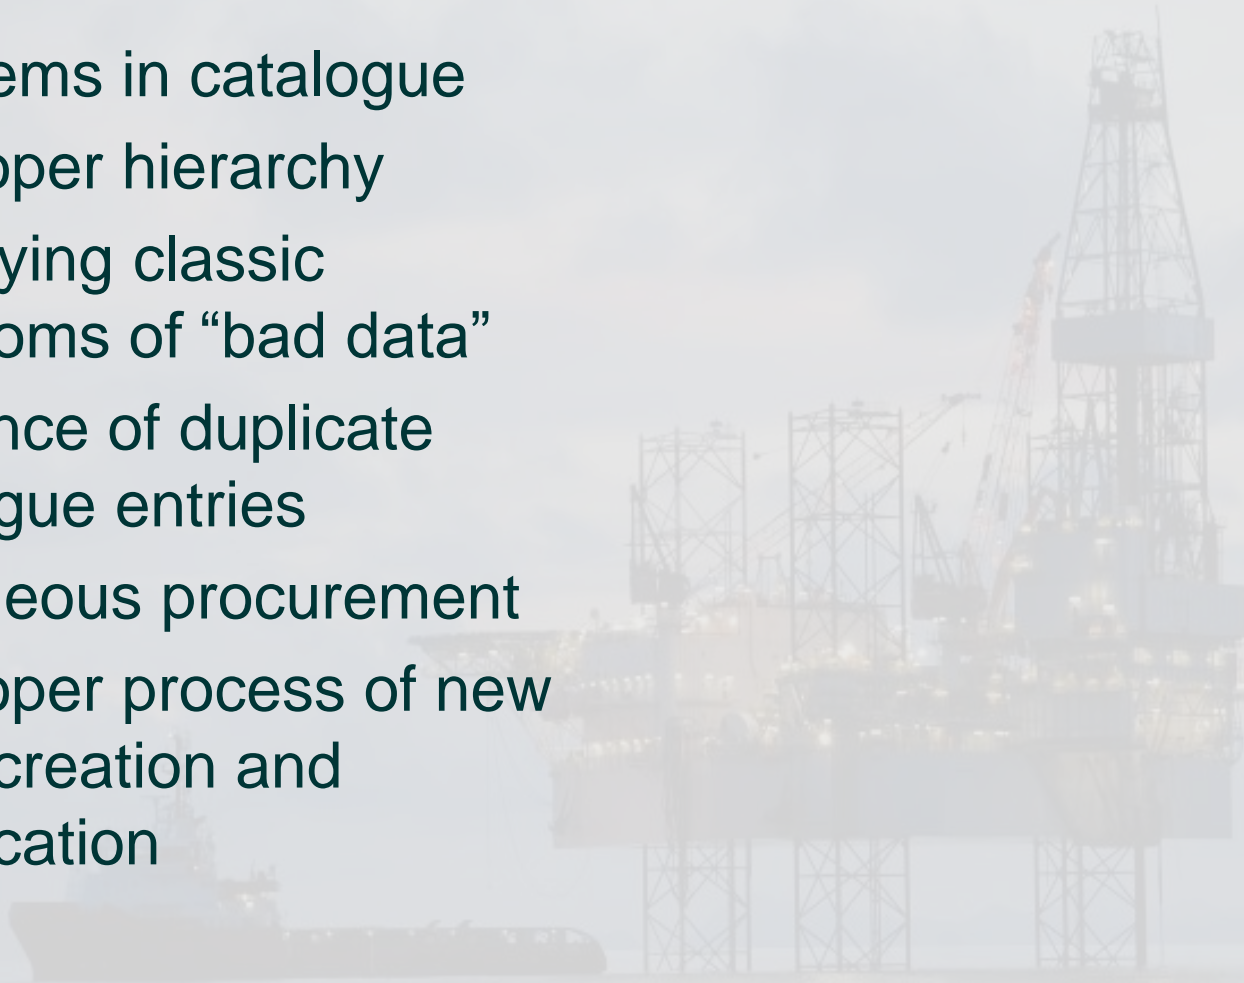 ems in catalogue
oper hierarchy
ying classic
oms of “bad data”
nce of duplicate
gue entries
eous procurement
oper process of new
creation and
cation